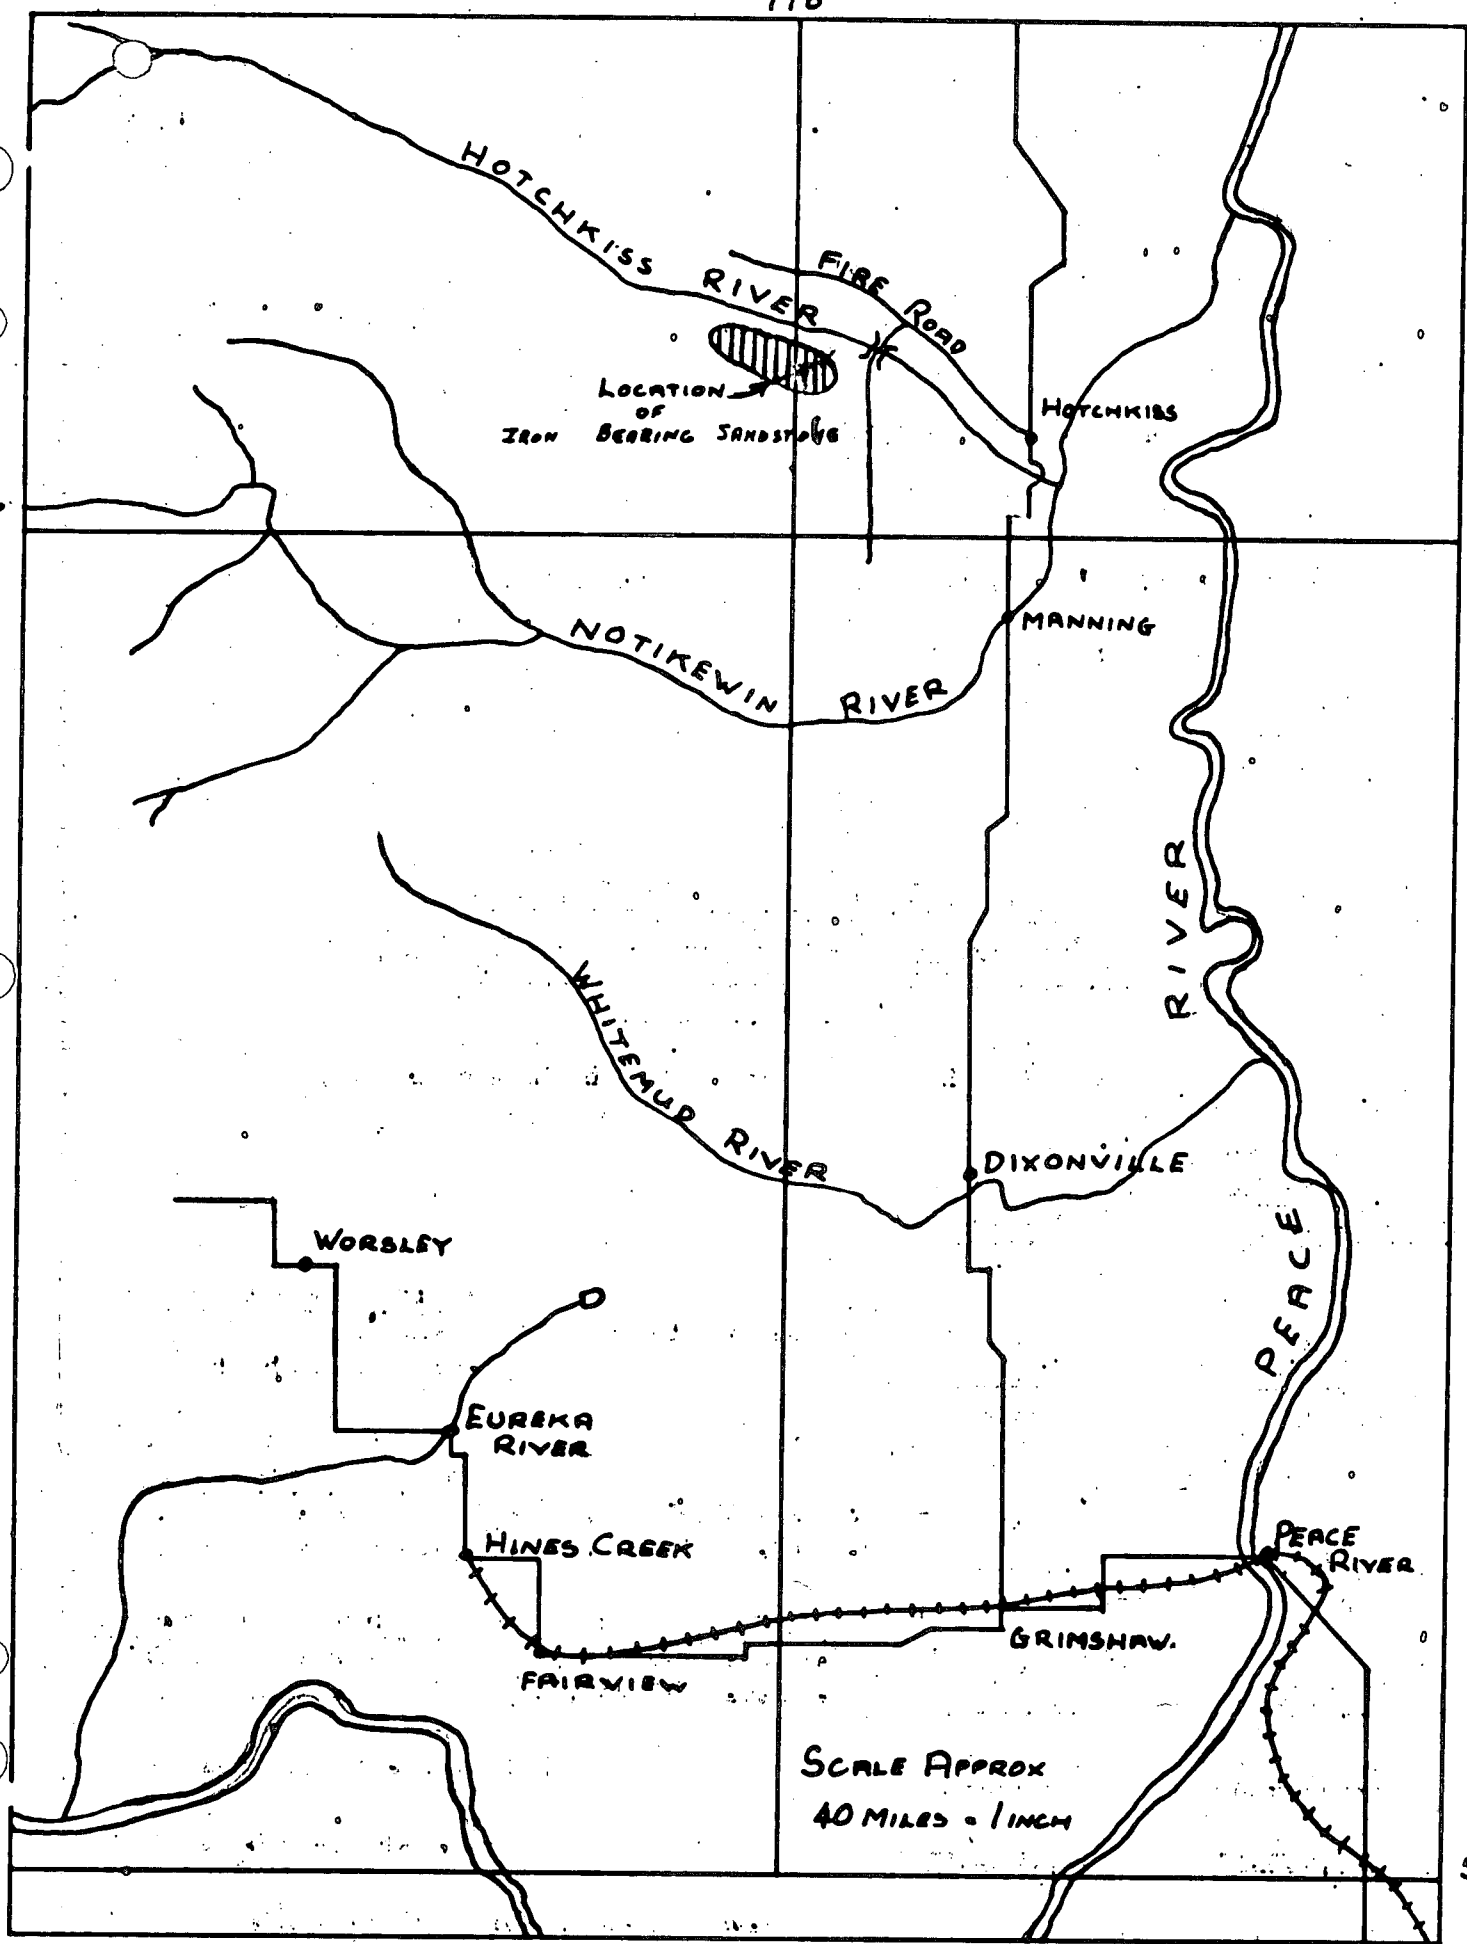 HOTCHKISS RIVER
FIRE ROAD
LOCATION
OF
IRON BEARING SANDSTONE
HOTCHKISS
MANNING
NOTIKEWIN RIVER
WHITEMUD RIVER
DIXONVILLE
PEACE RIVER
WORSLEY
EUREKA
RIVER
HINES CREEK
PEACE
RIVER
GRIMSHAW.
FAIRVIEW
SCALE APPROX
40 MILES = 1 INCH